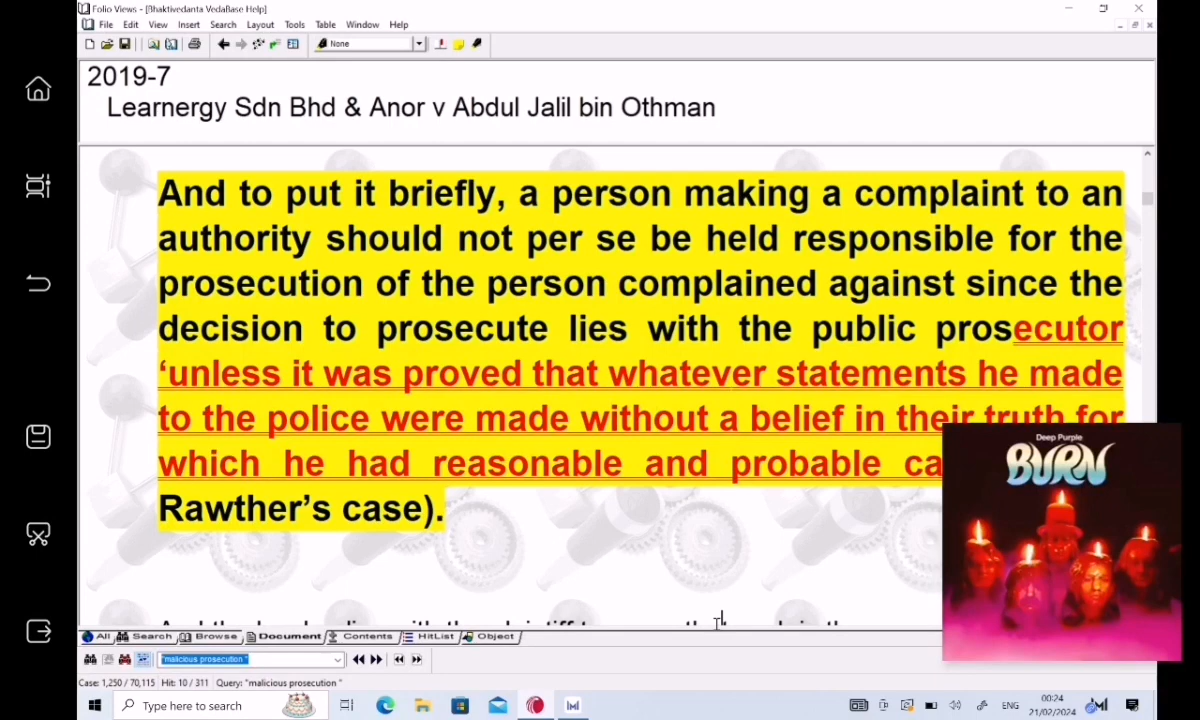 Folio Views - [Bhaktivedanta VedaBase Help]
File Edit View Insert Search Layout Tools Table Window Help
None
2019-7
Learnergy Sdn Bhd & Anor v Abdul Jalil bin Othman
And to put it briefly, a person making a complaint to an
authority should not per se be held responsible for the
prosecution of the person complained against since the
decision to prosecute lies with the public prosecutor
‘unless it was proved that whatever statements he made
to the police were made without a belief in their truth for
which he had reasonable and probable ca
Rawther’s case).
Deep Purple
BURN
All Search Browse Document Contents HitList Object
"malicious prosecution "
Case: 1,250 / 70,115 Hit: 10 / 311 Query: "malicious prosecution "
Type here to search
ENG
00:24
21/02/2024